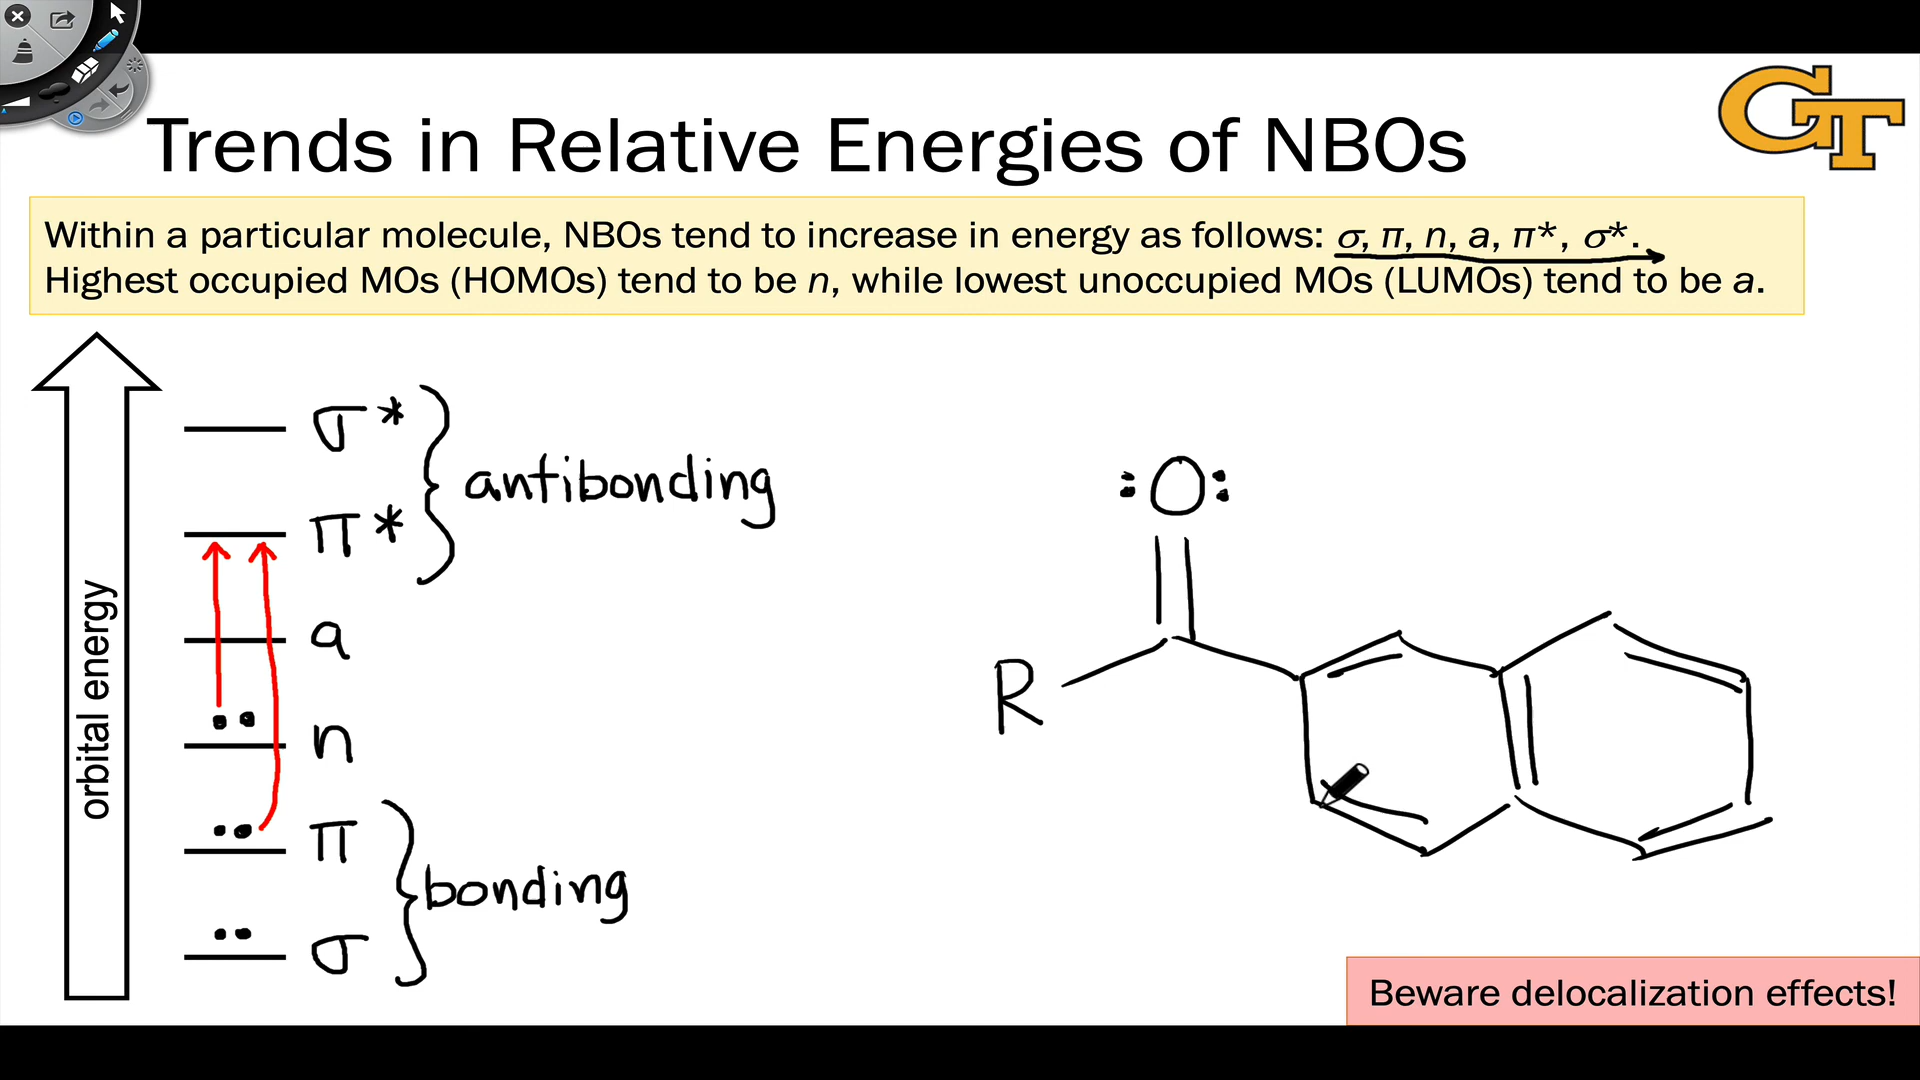 GT
Trends in Relative Energies of NBOs
Within a particular molecule, NBOs tend to increase in energy as follows: σ, π, n, a, π*, σ*.
Highest occupied MOs (HOMOs) tend to be n, while lowest unoccupied MOs (LUMOs) tend to be a.
orbital energy
σ*
π*
antibonding
a
n
π
σ
bonding
:O:
R
Beware delocalization effects!